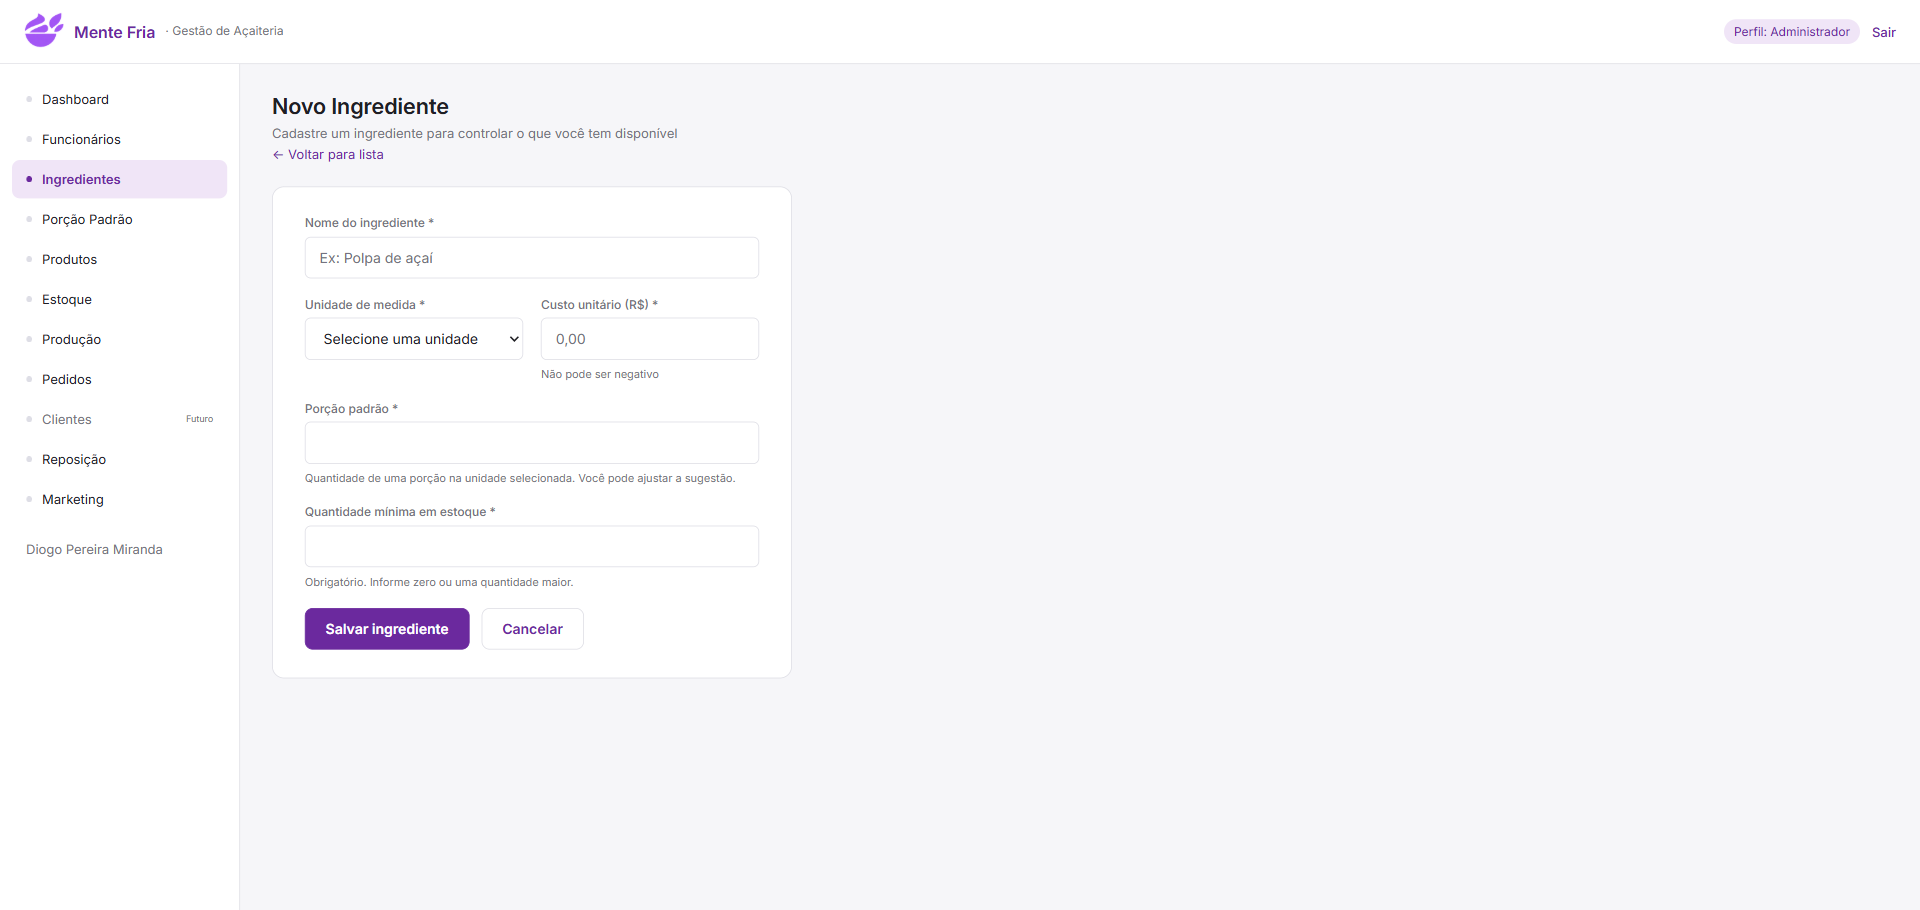 Mente Fria · Gestão de Açaiteria
Perfil: Administrador
Sair
Dashboard
Funcionários
Ingredientes
Porção Padrão
Produtos
Estoque
Produção
Pedidos
Clientes Futuro
Reposição
Marketing
Diogo Pereira Miranda
Novo Ingrediente
Cadastre um ingrediente para controlar o que você tem disponível
← Voltar para lista
Nome do ingrediente *
Ex: Polpa de açaí
Unidade de medida *
Selecione uma unidade
Custo unitário (R$) *
0,00
Não pode ser negativo
Porção padrão *
Quantidade de uma porção na unidade selecionada. Você pode ajustar a sugestão.
Quantidade mínima em estoque *
Obrigatório. Informe zero ou uma quantidade maior.
Salvar ingrediente
Cancelar